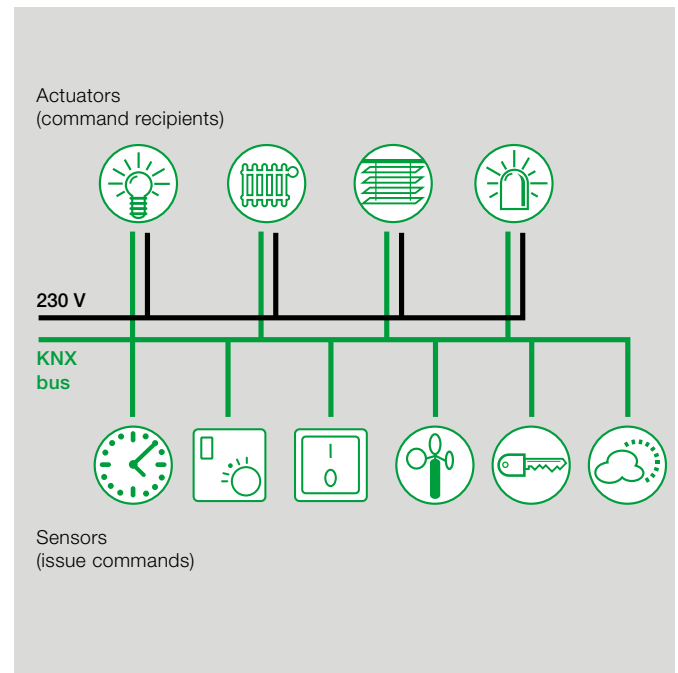 Actuators
(command recipients)
230 V
KNX
bus
Sensors
(issue commands)